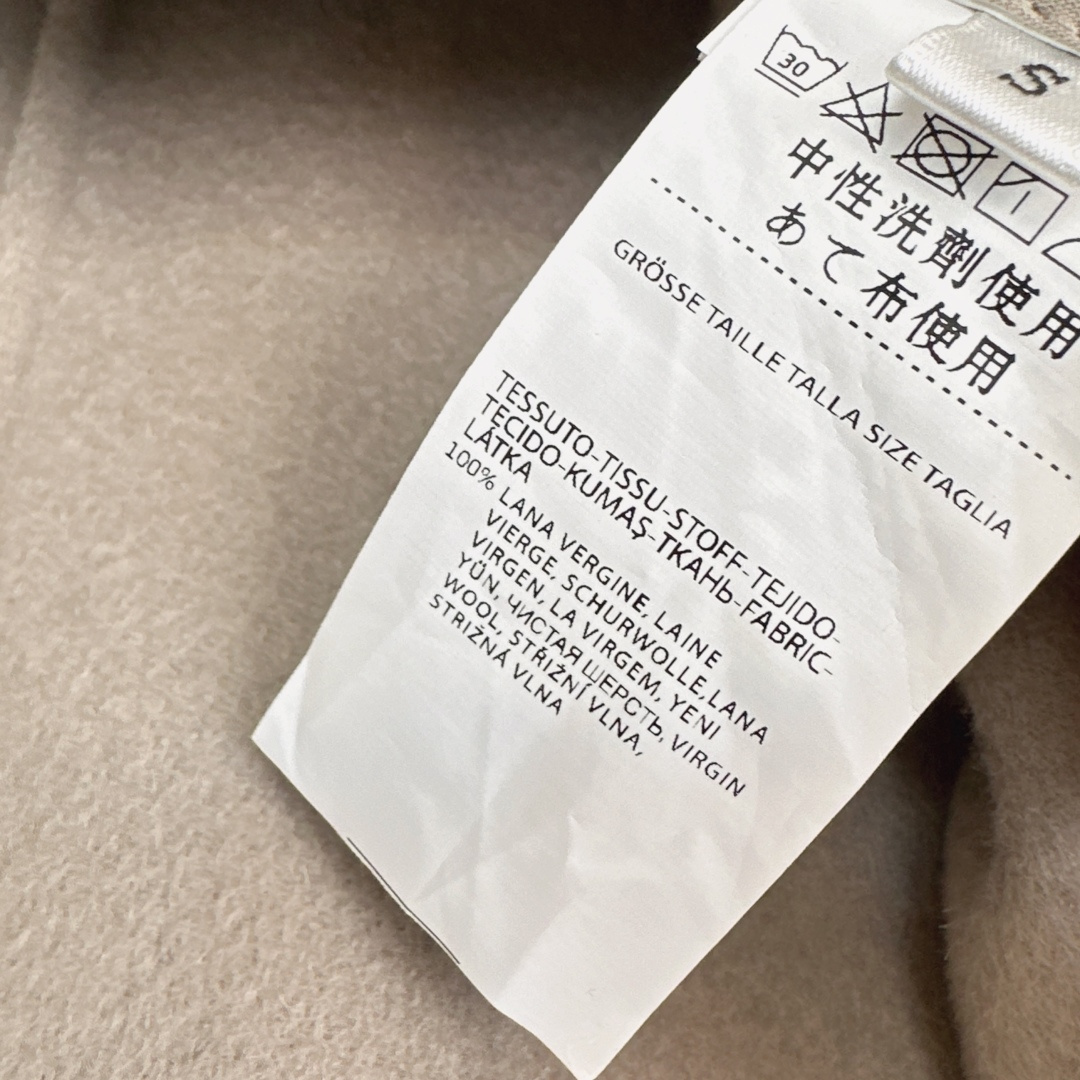 S
30
中性洗劑使用
あて布使用
GRÖSSE TAILLE TALLA SIZE TAGLIA
TESSUTO-TISSU-STOFF-TEJIDO-
TECIDO-KUMAŞ-ТКАНЬ-FABRIC-
LÁTKA
100% LANA VERGINE, LAINE
VIERGE, SCHURWOLLE,LANA
VIRGEN, LA VIRGEM, YENI
YÜN, ЧИСТАЯ ШЕРСТЬ, VIRGIN
WOOL, STŘIŽNÍ VLNA,
STRIŽNÁ VLNA